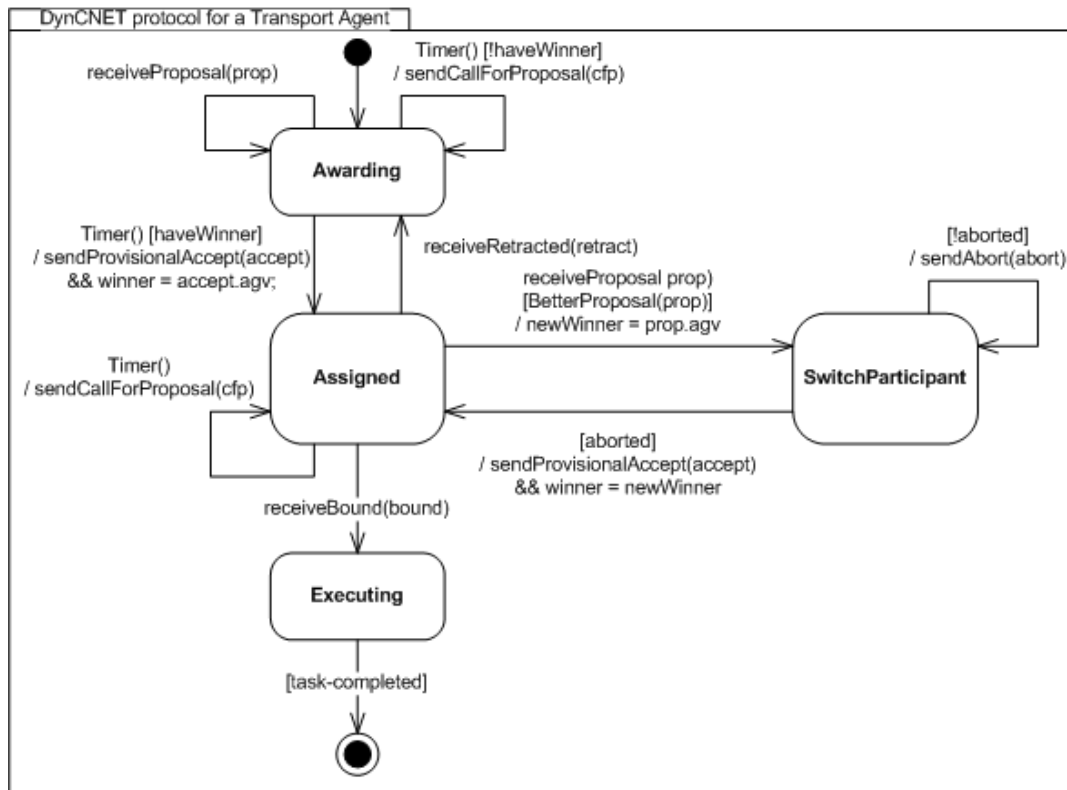 DynCNET protocol for a Transport Agent
receiveProposal(prop)
Timer() [!haveWinner]
/ sendCallForProposal(cfp)
Awarding
Timer() [haveWinner]
/ sendProvisionalAccept(accept)
&& winner = accept.agv;
receiveRetracted(retract)
receiveProposal prop)
[BetterProposal(prop)]
/ newWinner = prop.agv
[!aborted]
/ sendAbort(abort)
Timer()
/ sendCallForProposal(cfp)
Assigned
SwitchParticipant
[aborted]
/ sendProvisionalAccept(accept)
&& winner = newWinner
receiveBound(bound)
Executing
[task-completed]